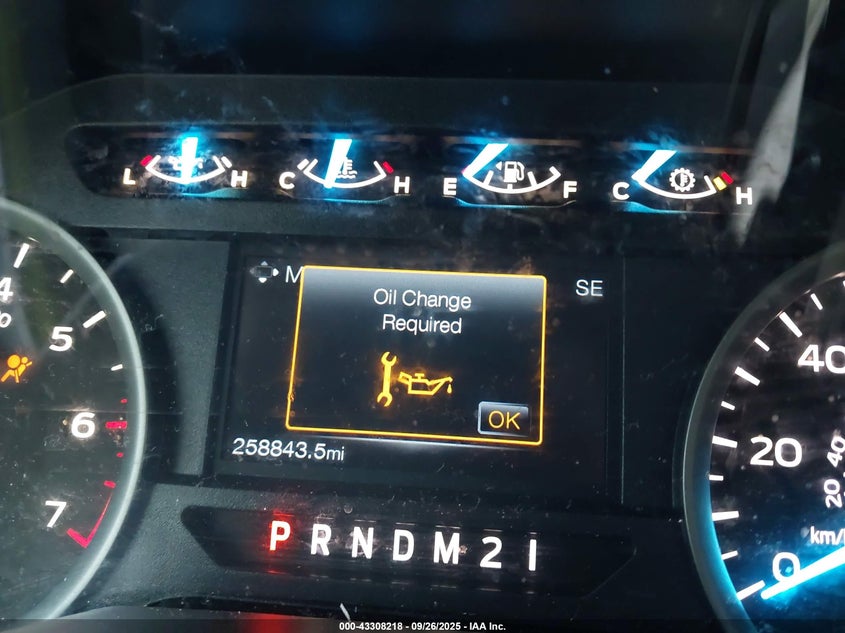 L H C H E F C H
M SE
Oil Change
Required
OK
258843.5mi
4
5
6
7
40
20
0
40
20
km/
P R N D M 2 1
000-43308218 - 09/26/2025 - IAA Inc.